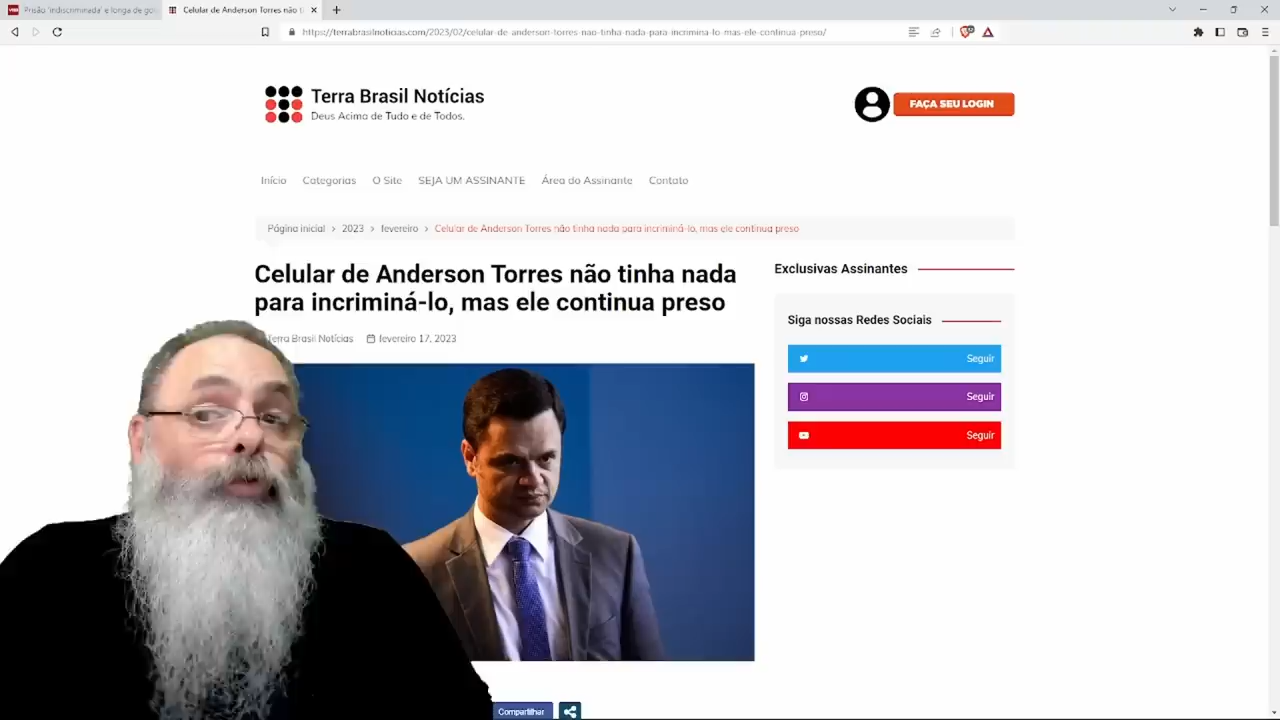 Prisão 'indiscriminada' e longa de gol
Celular de Anderson Torres não ti
https://terrabrasilnoticias.com/2023/02/celular-de-anderson-torres-nao-tinha-nada-para-incrimina-lo-mas-ele-continua-preso/
Terra Brasil Notícias
Deus Acima de Tudo e de Todos.
FAÇA SEU LOGIN
Início Categorias O Site SEJA UM ASSINANTE Área do Assinante Contato
Página inicial > 2023 > fevereiro > Celular de Anderson Torres não tinha nada para incriminá-lo, mas ele continua preso
Celular de Anderson Torres não tinha nada
para incriminá-lo, mas ele continua preso
Terra Brasil Notícias fevereiro 17, 2023
Exclusivas Assinantes
Siga nossas Redes Sociais
Seguir
Seguir
Seguir
Compartilhar